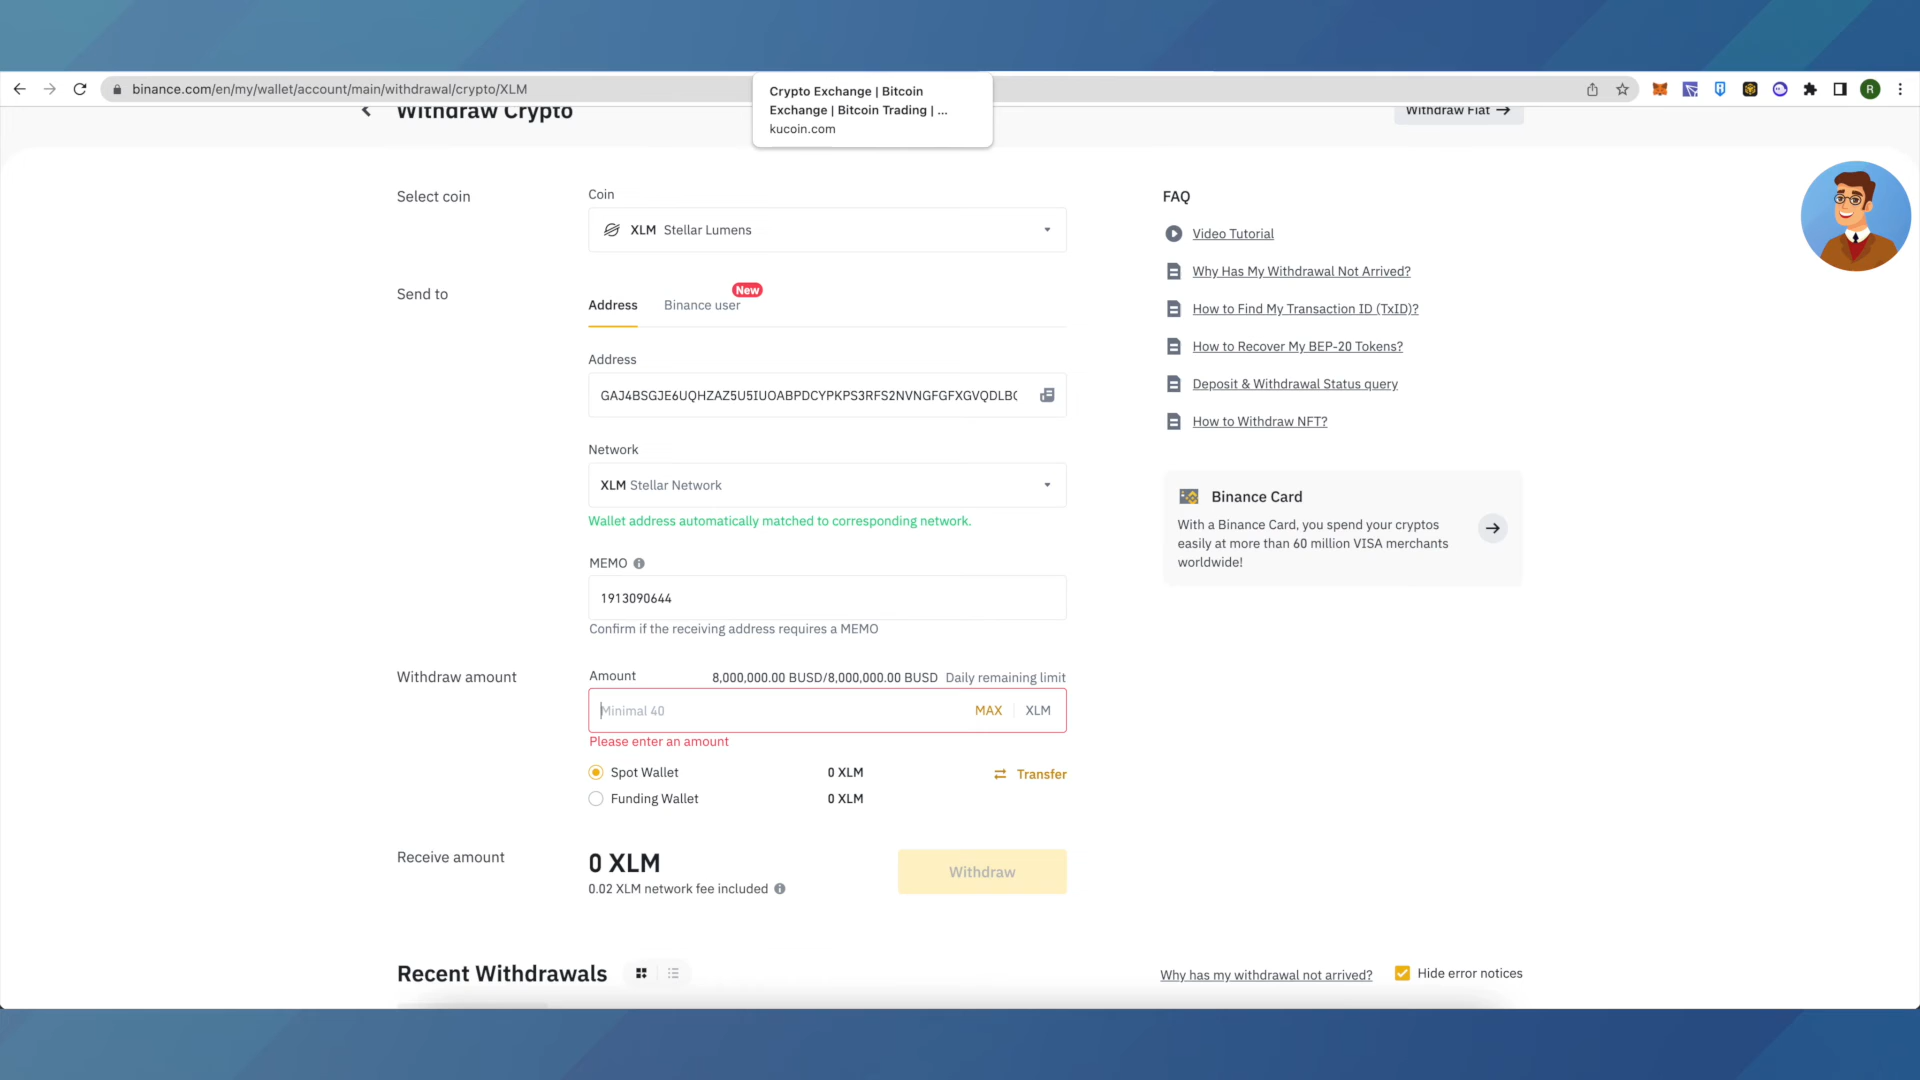 binance.com/en/my/wallet/account/main/withdrawal/crypto/XLM
Crypto Exchange | Bitcoin
Exchange | Bitcoin Trading | ...
kucoin.com
R
Withdraw Crypto
Withdraw Fiat
Select coin
Coin
XLM Stellar Lumens
Send to
Address
Binance user
New
Address
GAJ4BSGJE6UQHZAZ5U5IUOABPDCYPKPS3RFS2NVNGFGFXGVQDLB
Network
XLM Stellar Network
Wallet address automatically matched to corresponding network.
MEMO
1913090644
Confirm if the receiving address requires a MEMO
Withdraw amount
Amount
8,000,000.00 BUSD/8,000,000.00 BUSD Daily remaining limit
Minimal 40
MAX
XLM
Please enter an amount
Spot Wallet 0 XLM
Transfer
Funding Wallet 0 XLM
Receive amount
0 XLM
0.02 XLM network fee included
Withdraw
FAQ
Video Tutorial
Why Has My Withdrawal Not Arrived?
How to Find My Transaction ID (TxID)?
How to Recover My BEP-20 Tokens?
Deposit & Withdrawal Status query
How to Withdraw NFT?
Binance Card
With a Binance Card, you spend your cryptos
easily at more than 60 million VISA merchants
worldwide!
Recent Withdrawals
Why has my withdrawal not arrived?
Hide error notices